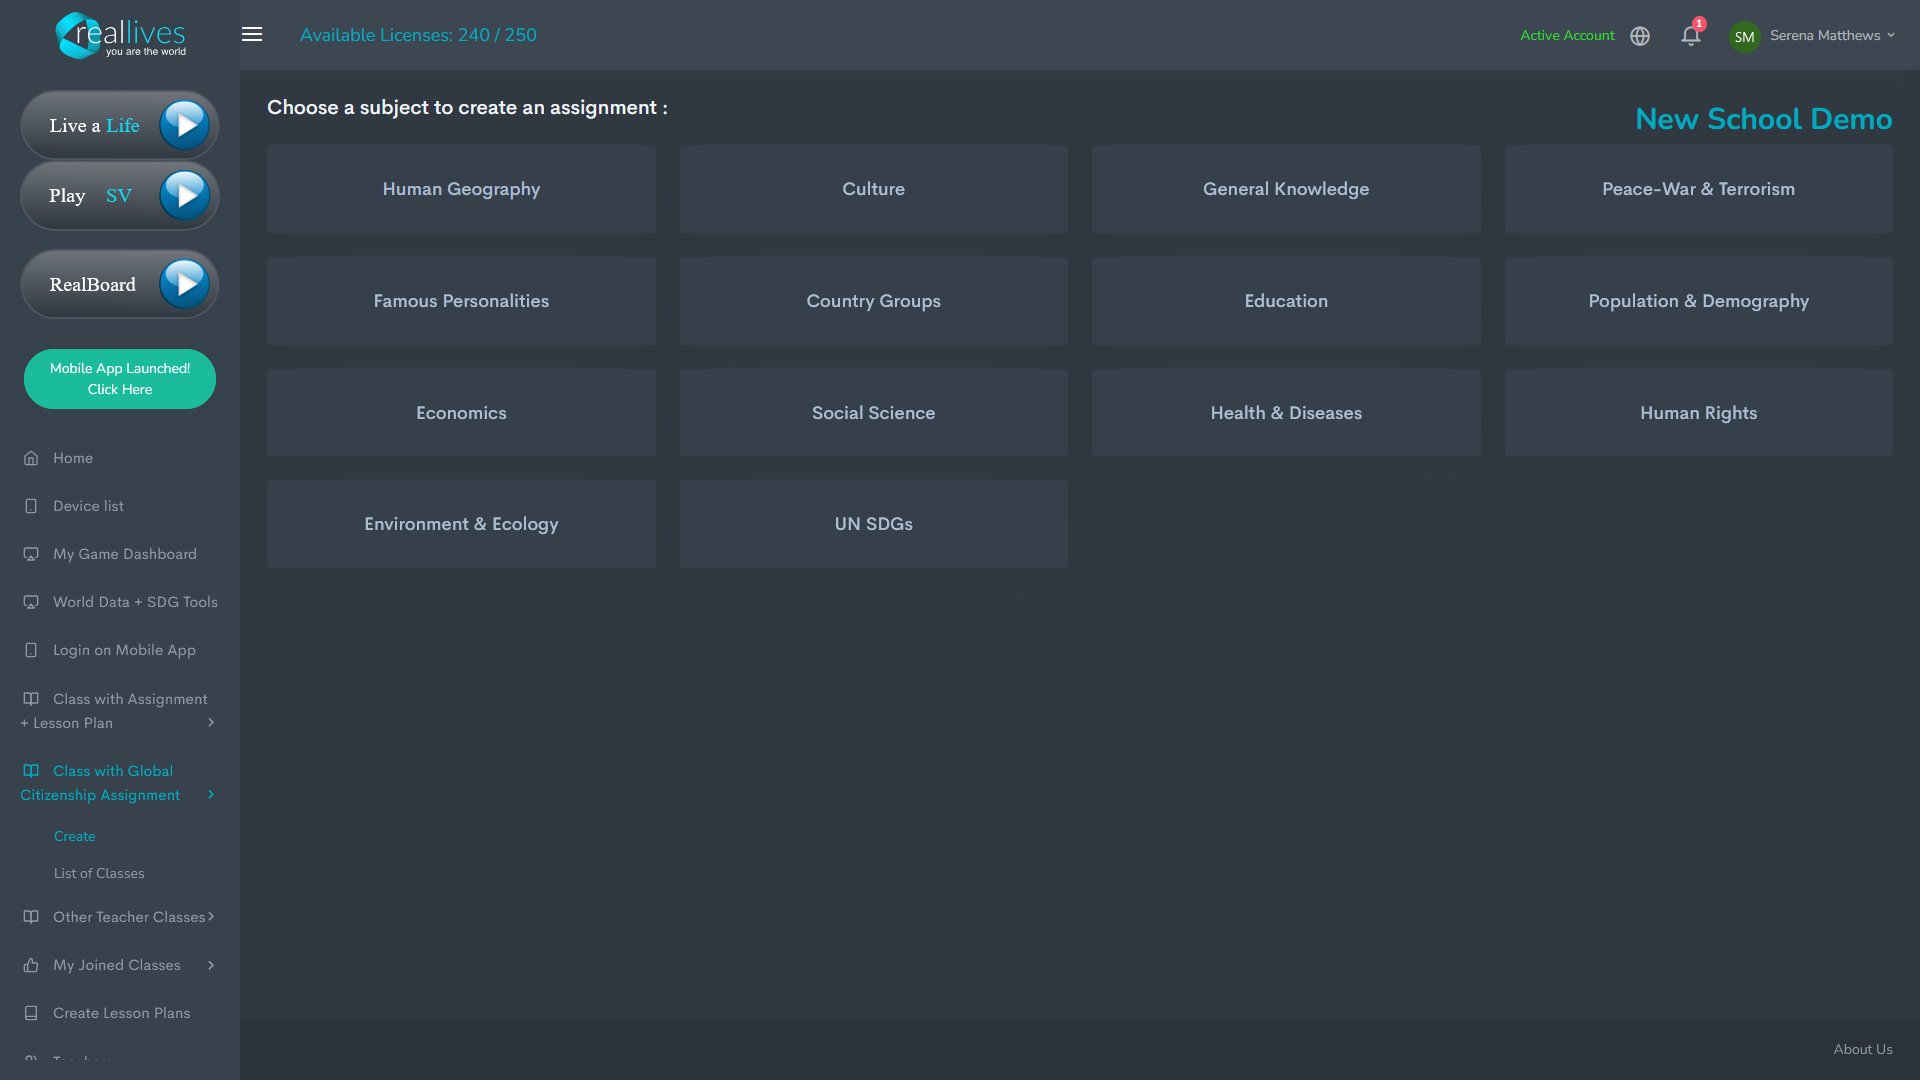 reallives
you are the world
Available Licenses: 240 / 250
Active Account
1
SM
Serena Matthews
Live a Life
Play SV
RealBoard
Mobile App Launched!
Click Here
Home
Device list
My Game Dashboard
World Data + SDG Tools
Login on Mobile App
Class with Assignment
+ Lesson Plan
Class with Global
Citizenship Assignment
Create
List of Classes
Other Teacher Classes
My Joined Classes
Create Lesson Plans
Choose a subject to create an assignment :
New School Demo
Human Geography
Culture
General Knowledge
Peace-War & Terrorism
Famous Personalities
Country Groups
Education
Population & Demography
Economics
Social Science
Health & Diseases
Human Rights
Environment & Ecology
UN SDGs
About Us